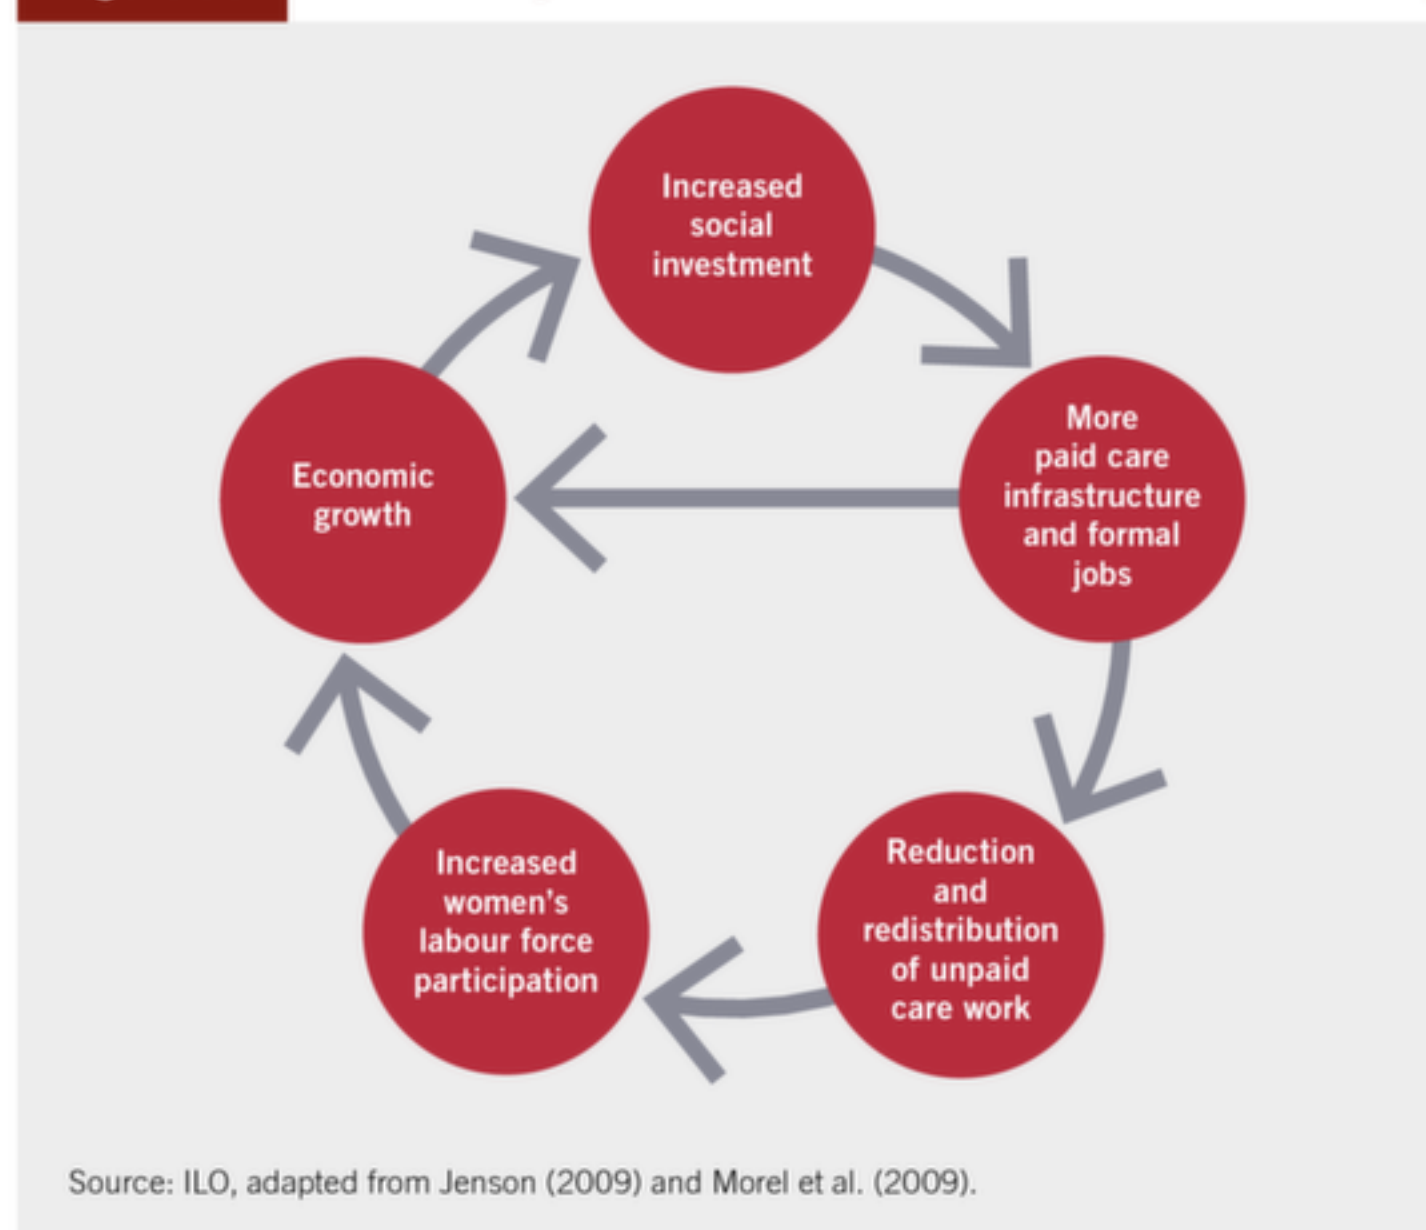 Increased
social
investment
More
paid care
infrastructure
and formal
jobs
Economic
growth
Reduction
and
redistribution
of unpaid
care work
Increased
women's
labour force
participation
Source: ILO, adapted from Jenson (2009) and Morel et al. (2009).